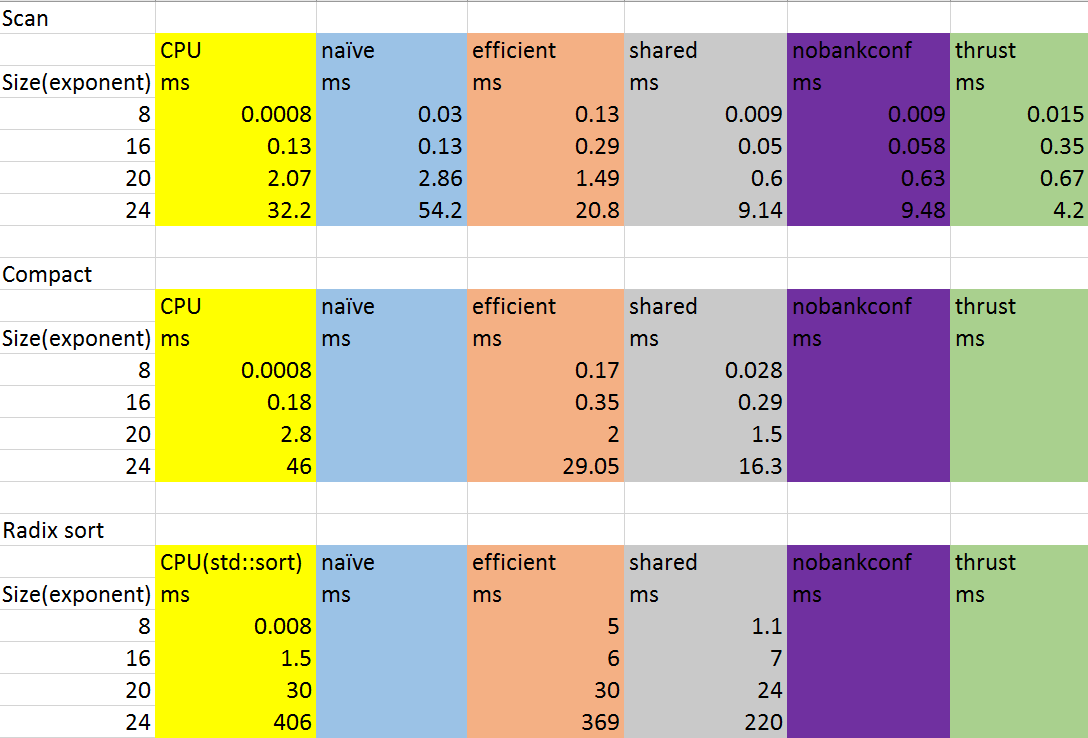 Scan
CPU naïve efficient shared nobankconf thrust
Size(exponent) ms ms ms ms ms ms
8 0.0008 0.03 0.13 0.009 0.009 0.015
16 0.13 0.13 0.29 0.05 0.058 0.35
20 2.07 2.86 1.49 0.6 0.63 0.67
24 32.2 54.2 20.8 9.14 9.48 4.2
Compact
CPU naïve efficient shared nobankconf thrust
Size(exponent) ms ms ms ms ms ms
8 0.0008 0.17 0.028
16 0.18 0.35 0.29
20 2.8 2 1.5
24 46 29.05 16.3
Radix sort
CPU(std::sort) naïve efficient shared nobankconf thrust
Size(exponent) ms ms ms ms ms ms
8 0.008 5 1.1
16 1.5 6 7
20 30 30 24
24 406 369 220